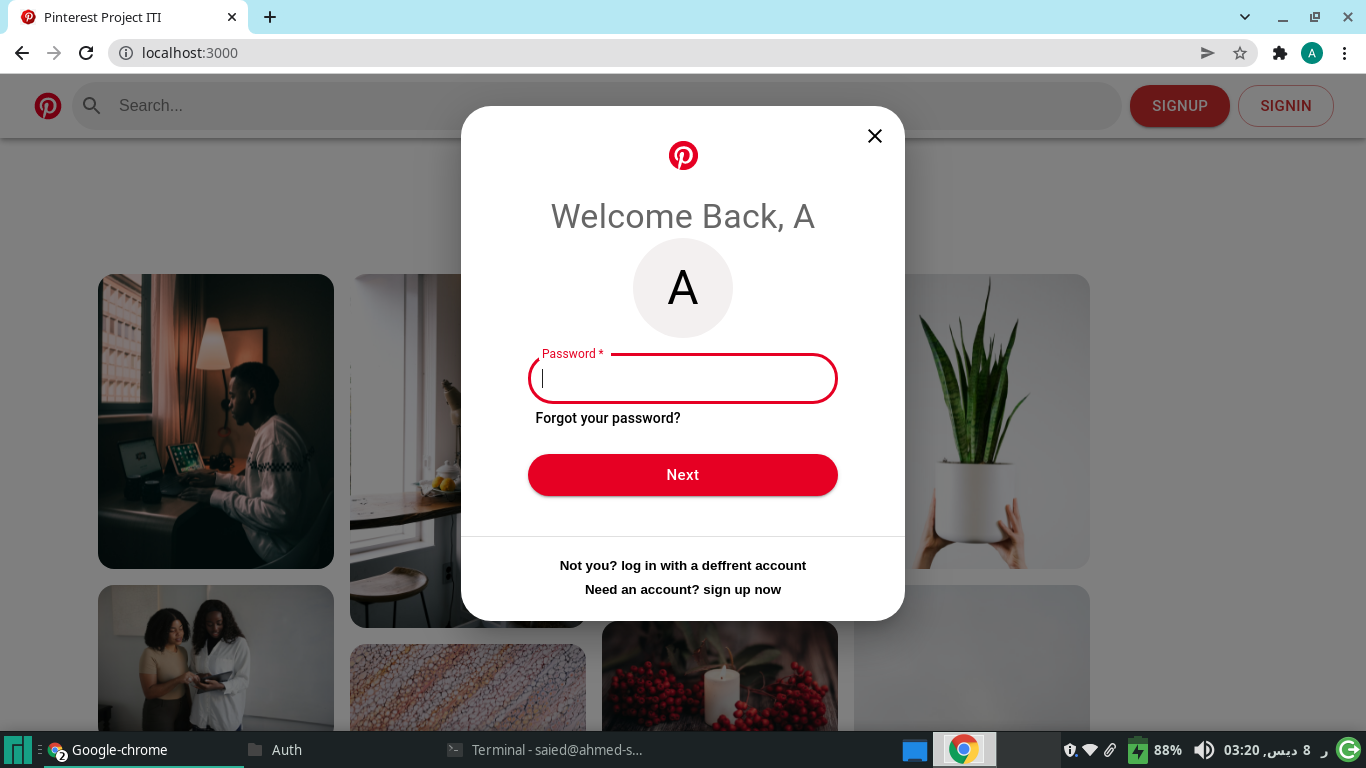 Pinterest Project ITI
localhost:3000
A
Search...
SIGNUP
SIGNIN
Welcome Back, A
A
Password *
Forgot your password?
Next
Not you? log in with a deffrent account
Need an account? sign up now
2
Google-chrome
Auth
Terminal - saied@ahmed-s...
88%
ر 8 ديس, 03:20